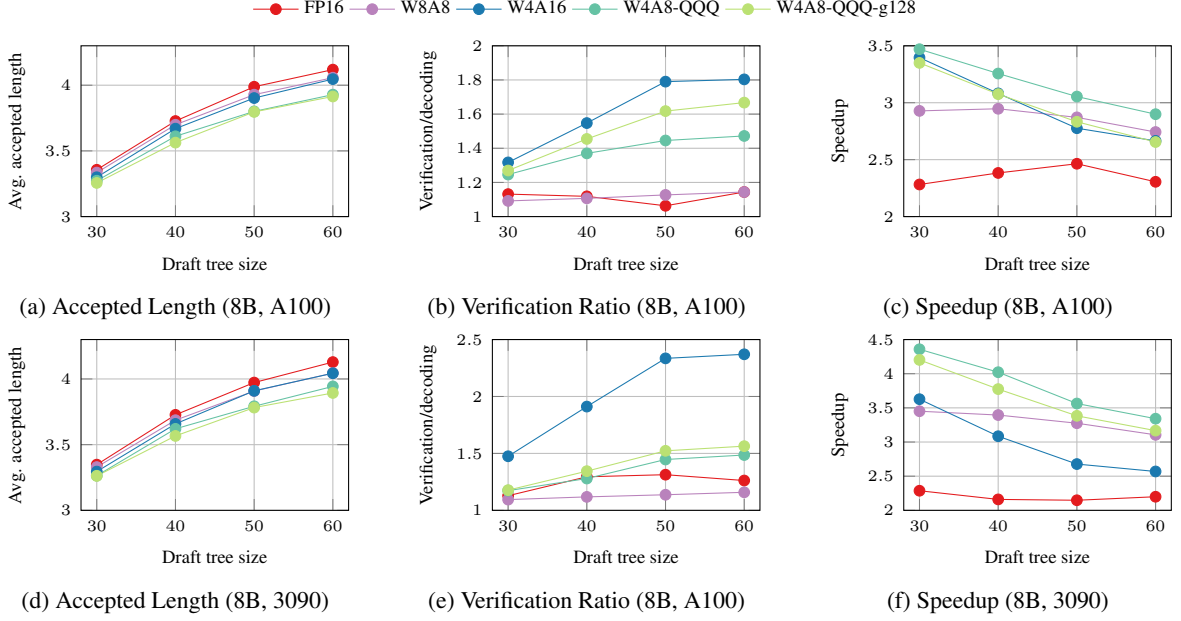 FP16 W8A8 W4A16 W4A8-QQQ W4A8-QQQ-g128
30 40 50 60
3
3.5
4
Draft tree size
Avg. accepted length
(a) Accepted Length (8B, A100)
30 40 50 60
1
1.2
1.4
1.6
1.8
2
Draft tree size
Verification/decoding
(b) Verification Ratio (8B, A100)
30 40 50 60
2
2.5
3
3.5
Draft tree size
Speedup
(c) Speedup (8B, A100)
30 40 50 60
3
3.5
4
Draft tree size
Avg. accepted length
(d) Accepted Length (8B, 3090)
30 40 50 60
1
1.5
2
2.5
Draft tree size
Verification/decoding
(e) Verification Ratio (8B, A100)
30 40 50 60
2
2.5
3
3.5
4
4.5
Draft tree size
Speedup
(f) Speedup (8B, 3090)